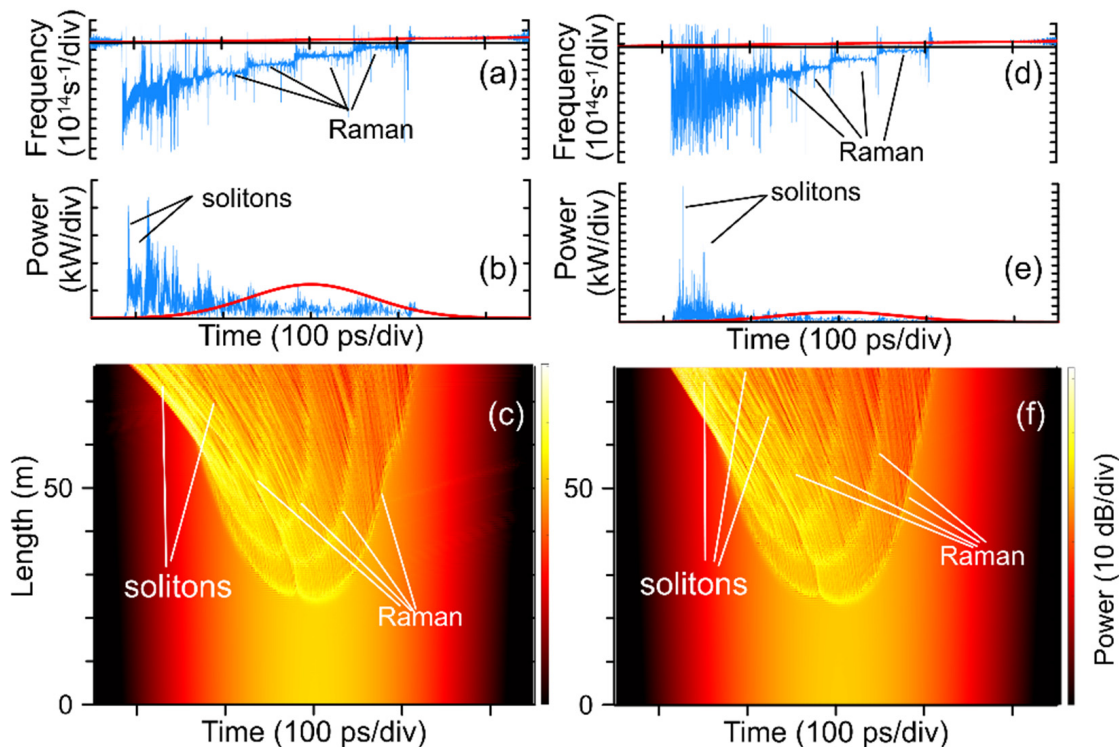 Frequency
(10¹⁴s⁻¹/div)
(a)
Raman
Power
(kW/div)
solitons
(b)
Time (100 ps/div)
Length (m)
50
0
(c)
solitons
Raman
Time (100 ps/div)
Frequency
(10¹⁴s⁻¹/div)
(d)
Raman
Power
(kW/div)
solitons
(e)
Time (100 ps/div)
50
0
(f)
solitons
Raman
Time (100 ps/div)
Power (10 dB/div)